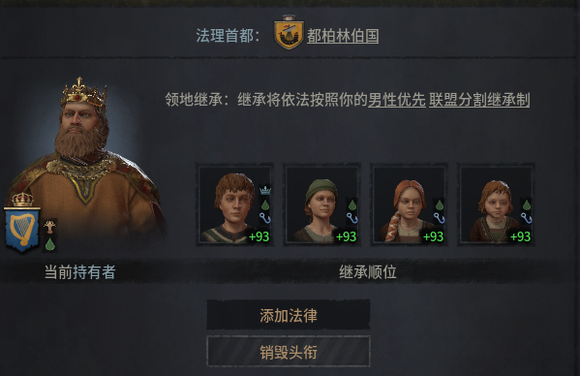 法理首都： 都柏林伯国
领地继承：继承将依法按照你的男性优先 联盟分割继承制
+93 +93 +93 +93
当前持有者 继承顺位
添加法律
销毁头衔